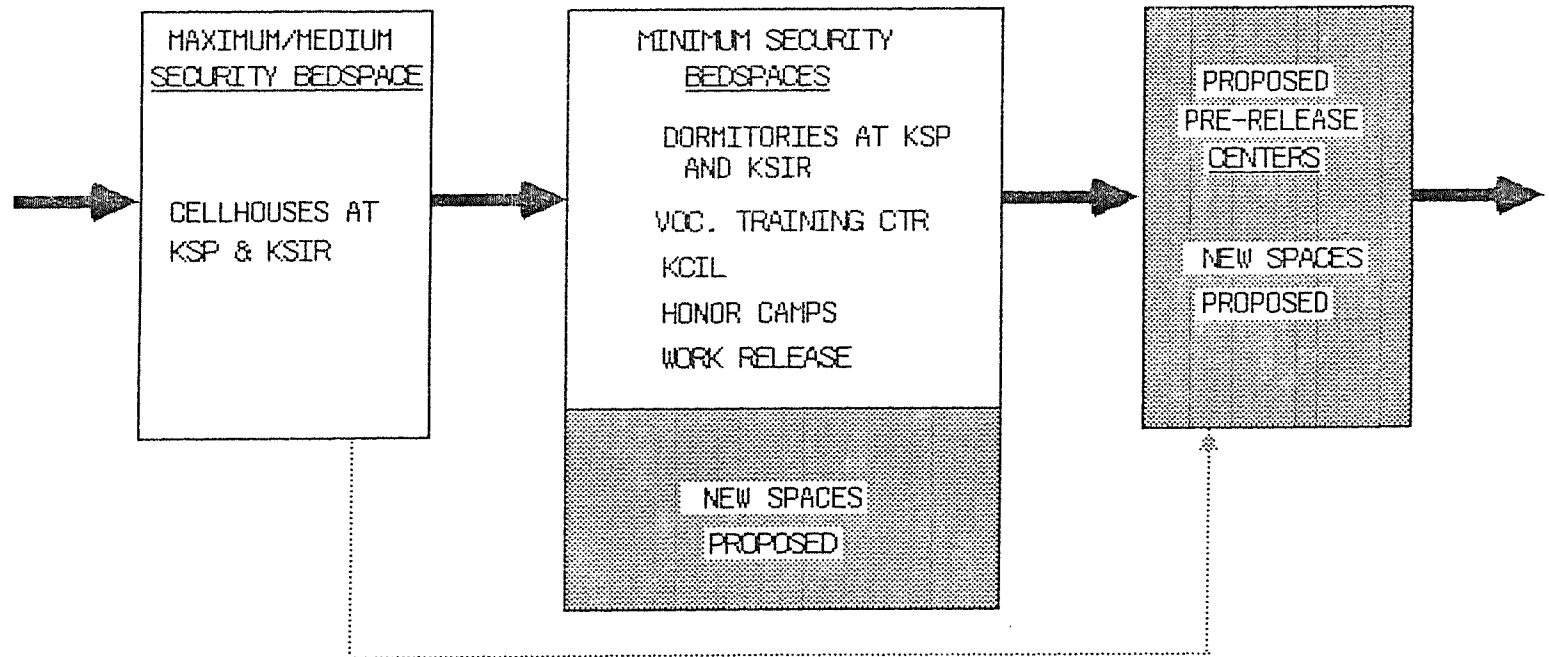 MAXIMUM/MEDIUM
SECURITY BEDSPACE
CELLHOUSES AT
KSP & KSIR
MINIMUM SECURITY
BEDSPACES
DORMITORIES AT KSP
AND KSIR
VOC. TRAINING CTR
KCIL
HONOR CAMPS
WORK RELEASE
NEW SPACES
PROPOSED
PROPOSED
PRE-RELEASE
CENTERS
NEW SPACES
PROPOSED